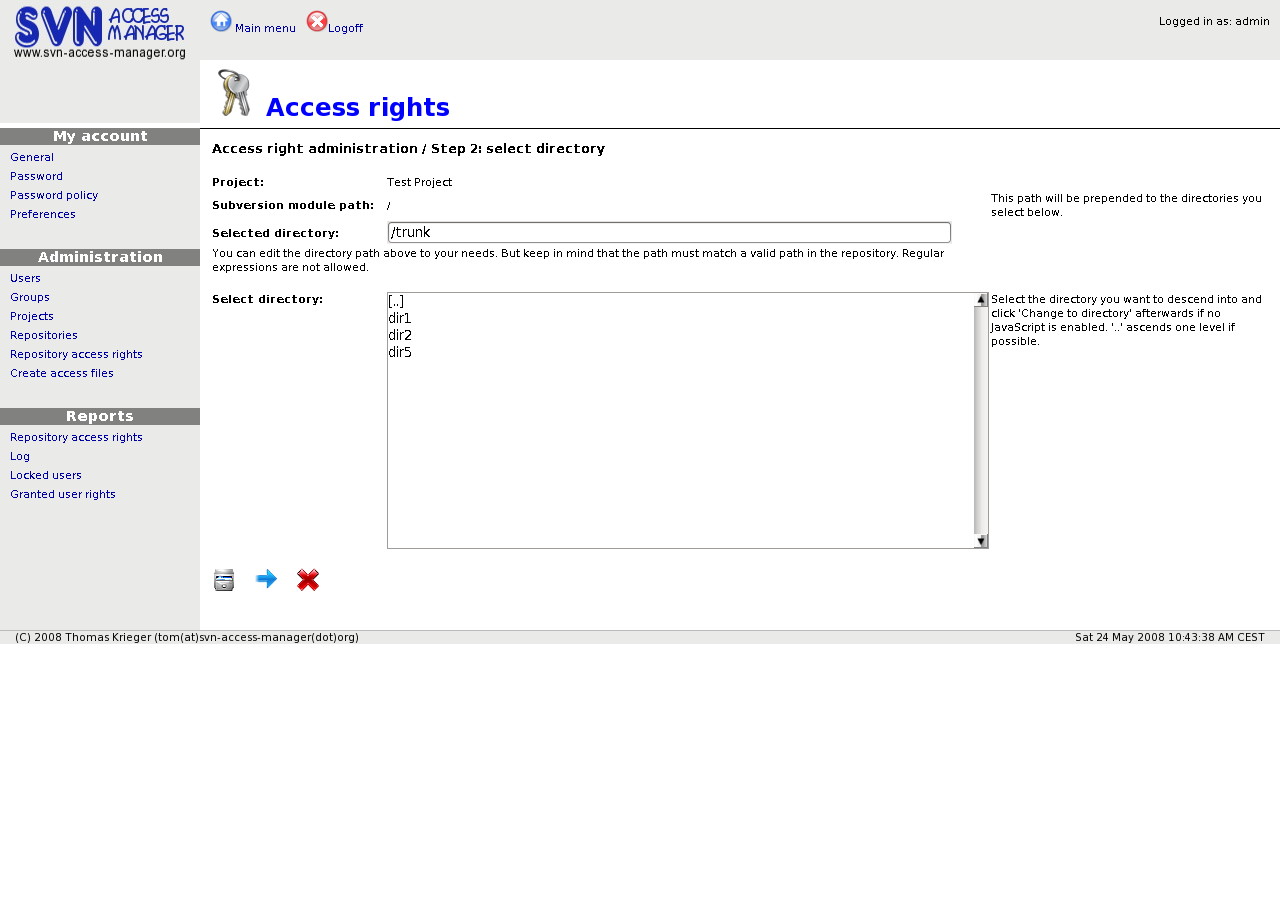 SVN ACCESS MANAGER
www.svn-access-manager.org
Main menu
Logoff
Logged in as: admin
Access rights
My account
General
Password
Password policy
Preferences
Administration
Users
Groups
Projects
Repositories
Repository access rights
Create access files
Reports
Repository access rights
Log
Locked users
Granted user rights
Access right administration / Step 2: select directory
Project: Test Project
Subversion module path: /
This path will be prepended to the directories you
select below.
Selected directory: /trunk
You can edit the directory path above to your needs. But keep in mind that the path must match a valid path in the repository. Regular
expressions are not allowed.
Select directory:
[..]
dir1
dir2
dir5
Select the directory you want to descend into and
click 'Change to directory' afterwards if no
JavaScript is enabled. '..' ascends one level if
possible.
(C) 2008 Thomas Krieger (tom(at)svn-access-manager(dot)org)
Sat 24 May 2008 10:43:38 AM CEST